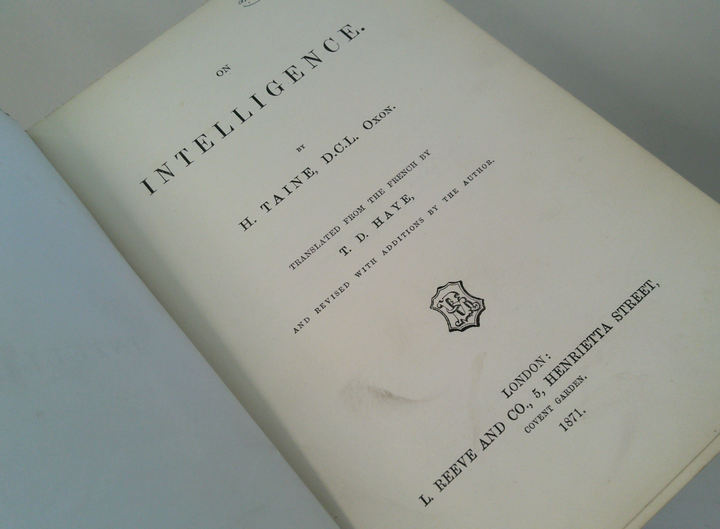 ON
INTELLIGENCE.
BY
H. TAINE, D.C.L. OXON.
TRANSLATED FROM THE FRENCH BY
T. D. HAYE,
AND REVISED WITH ADDITIONS BY THE AUTHOR.
LONDON:
L. REEVE AND CO., 5, HENRIETTA STREET,
COVENT GARDEN.
1871.